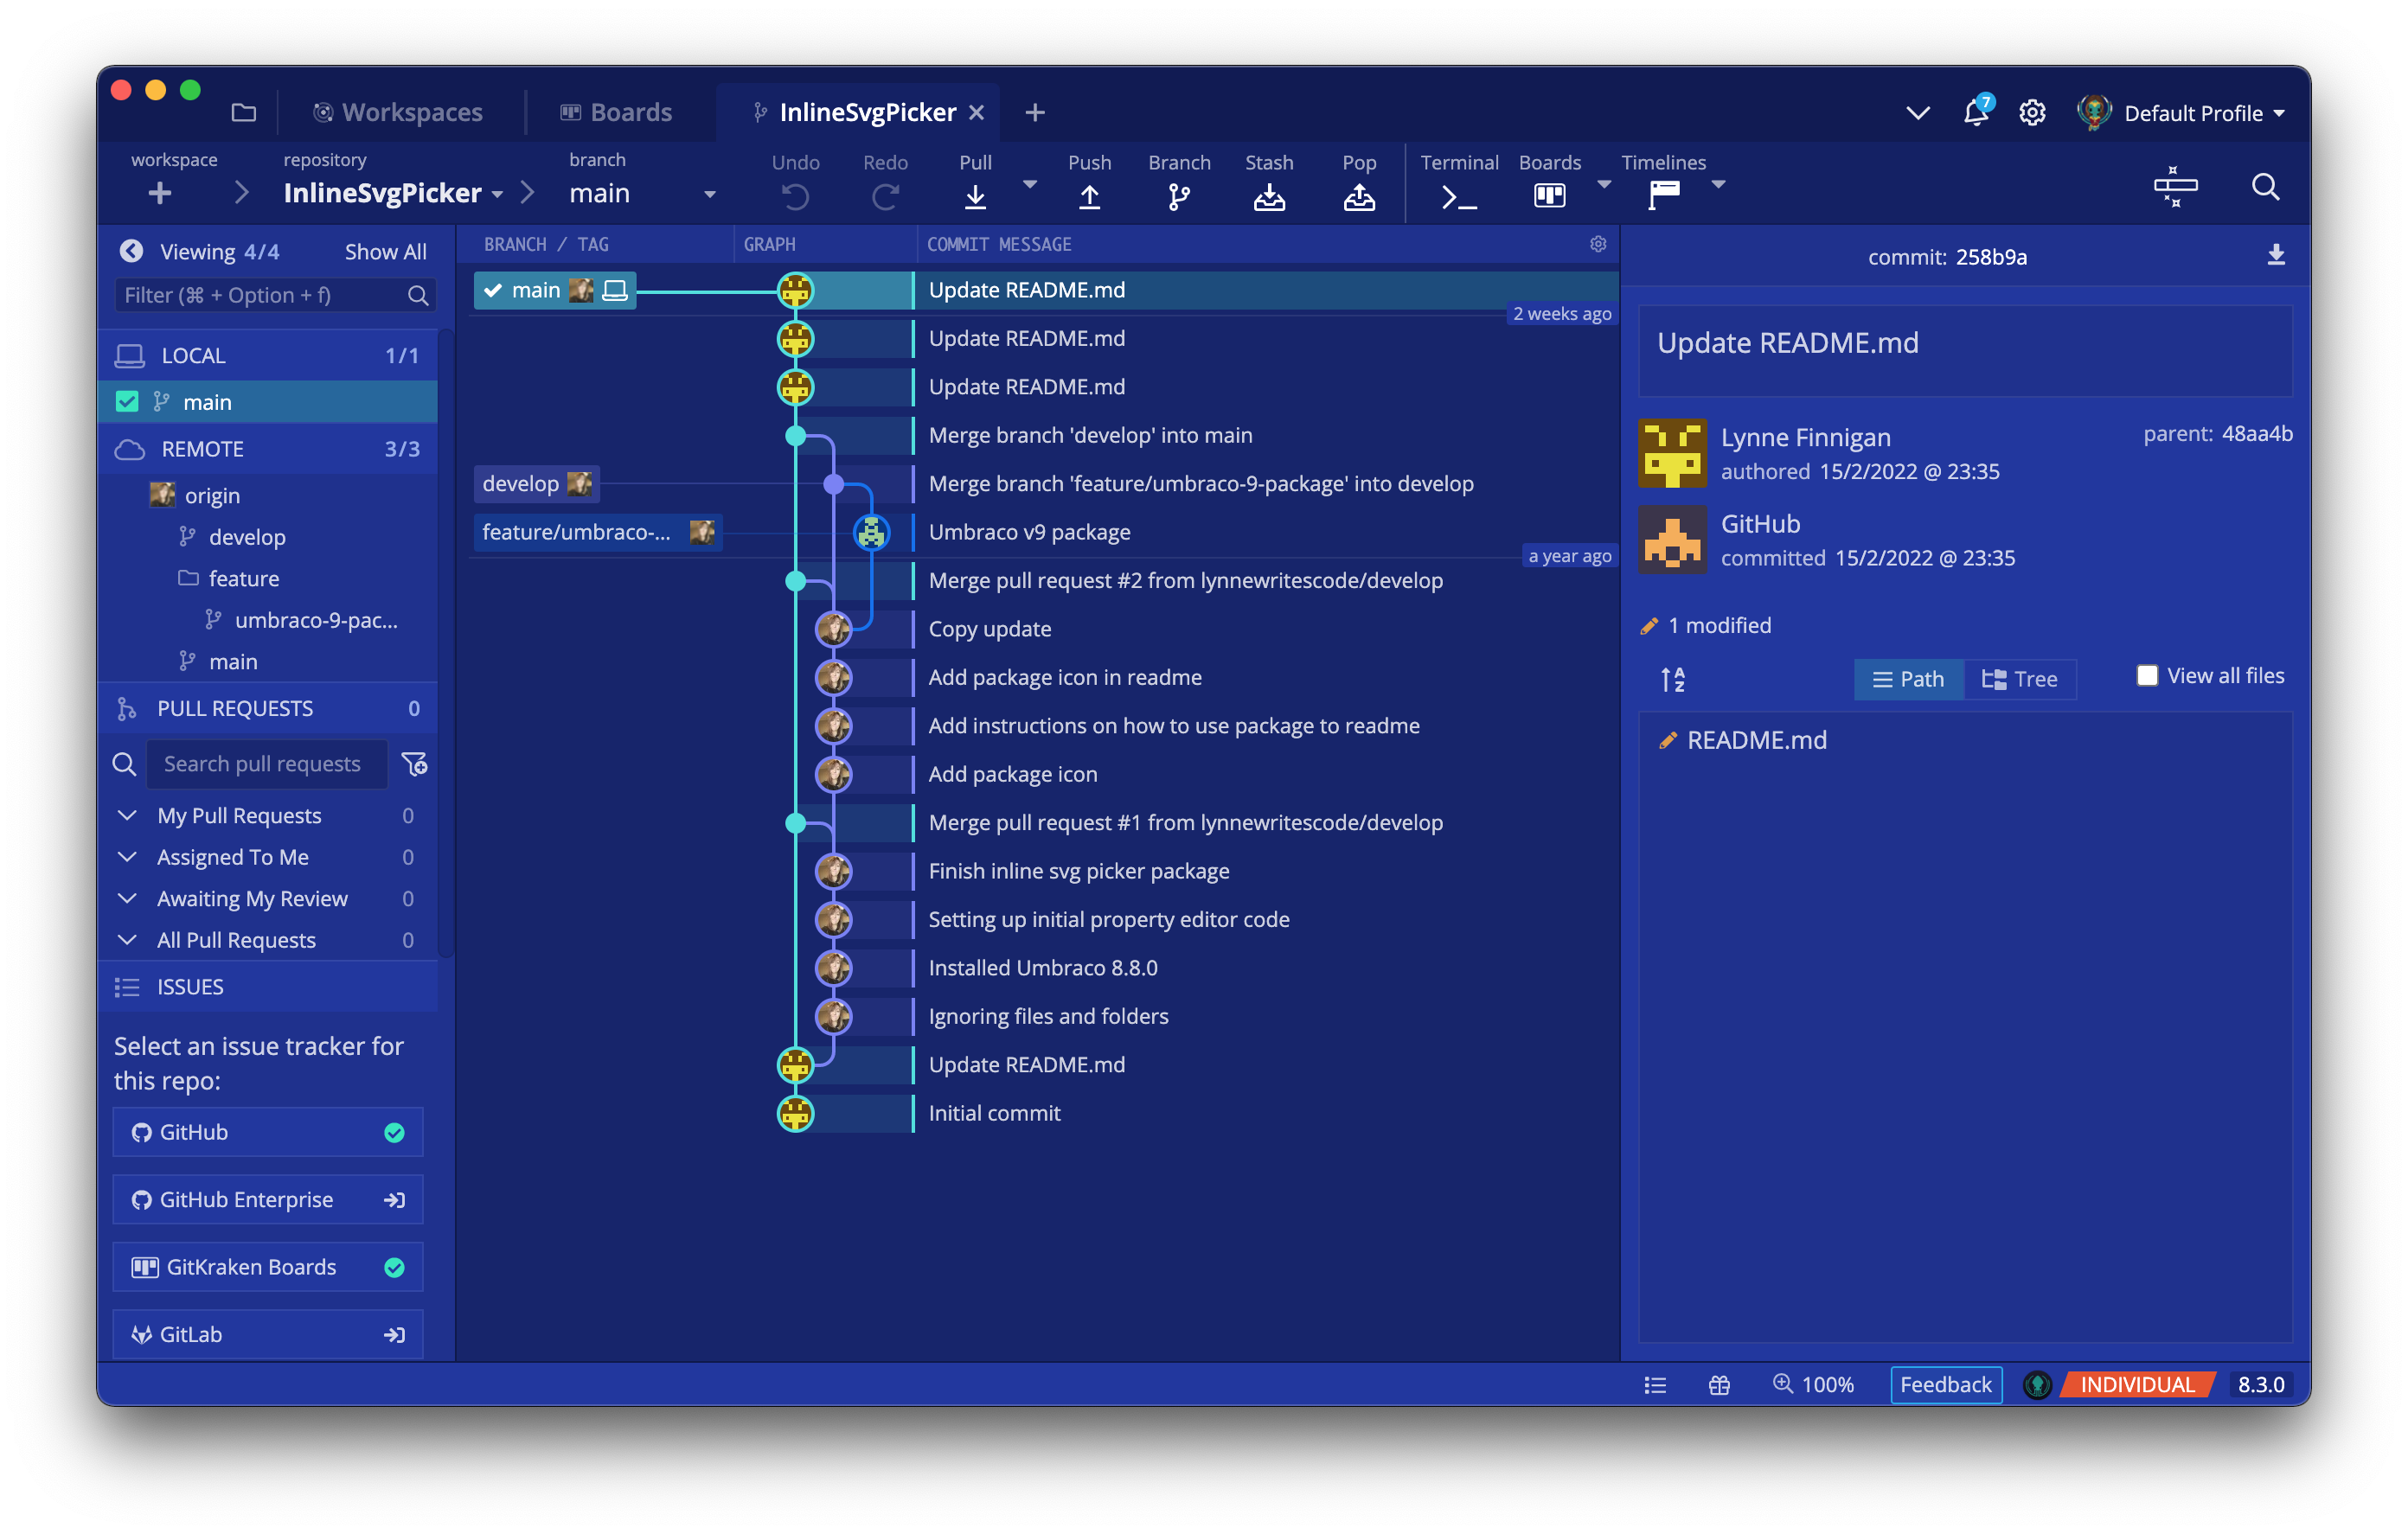 Workspaces
Boards
InlineSvgPicker
7
Default Profile
workspace
repository
InlineSvgPicker
branch
main
Undo
Redo
Pull
Push
Branch
Stash
Pop
Terminal
Boards
Timelines
Viewing 4/4
Show All
Filter (⌘ + Option + f)
LOCAL 1/1
main
REMOTE 3/3
origin
develop
feature
umbraco-9-pac...
main
PULL REQUESTS 0
Search pull requests
My Pull Requests 0
Assigned To Me 0
Awaiting My Review 0
All Pull Requests 0
ISSUES
Select an issue tracker for
this repo:
GitHub
GitHub Enterprise
GitKraken Boards
GitLab
BRANCH / TAG
GRAPH
COMMIT MESSAGE
main
Update README.md
2 weeks ago
Update README.md
Update README.md
Merge branch 'develop' into main
develop
Merge branch 'feature/umbraco-9-package' into develop
feature/umbraco-...
Umbraco v9 package
a year ago
Merge pull request #2 from lynnewritescode/develop
Copy update
Add package icon in readme
Add instructions on how to use package to readme
Add package icon
Merge pull request #1 from lynnewritescode/develop
Finish inline svg picker package
Setting up initial property editor code
Installed Umbraco 8.8.0
Ignoring files and folders
Update README.md
Initial commit
commit: 258b9a
Update README.md
Lynne Finnigan
parent: 48aa4b
authored 15/2/2022 @ 23:35
GitHub
committed 15/2/2022 @ 23:35
1 modified
A
Z
Path
Tree
View all files
README.md
100%
Feedback
INDIVIDUAL
8.3.0